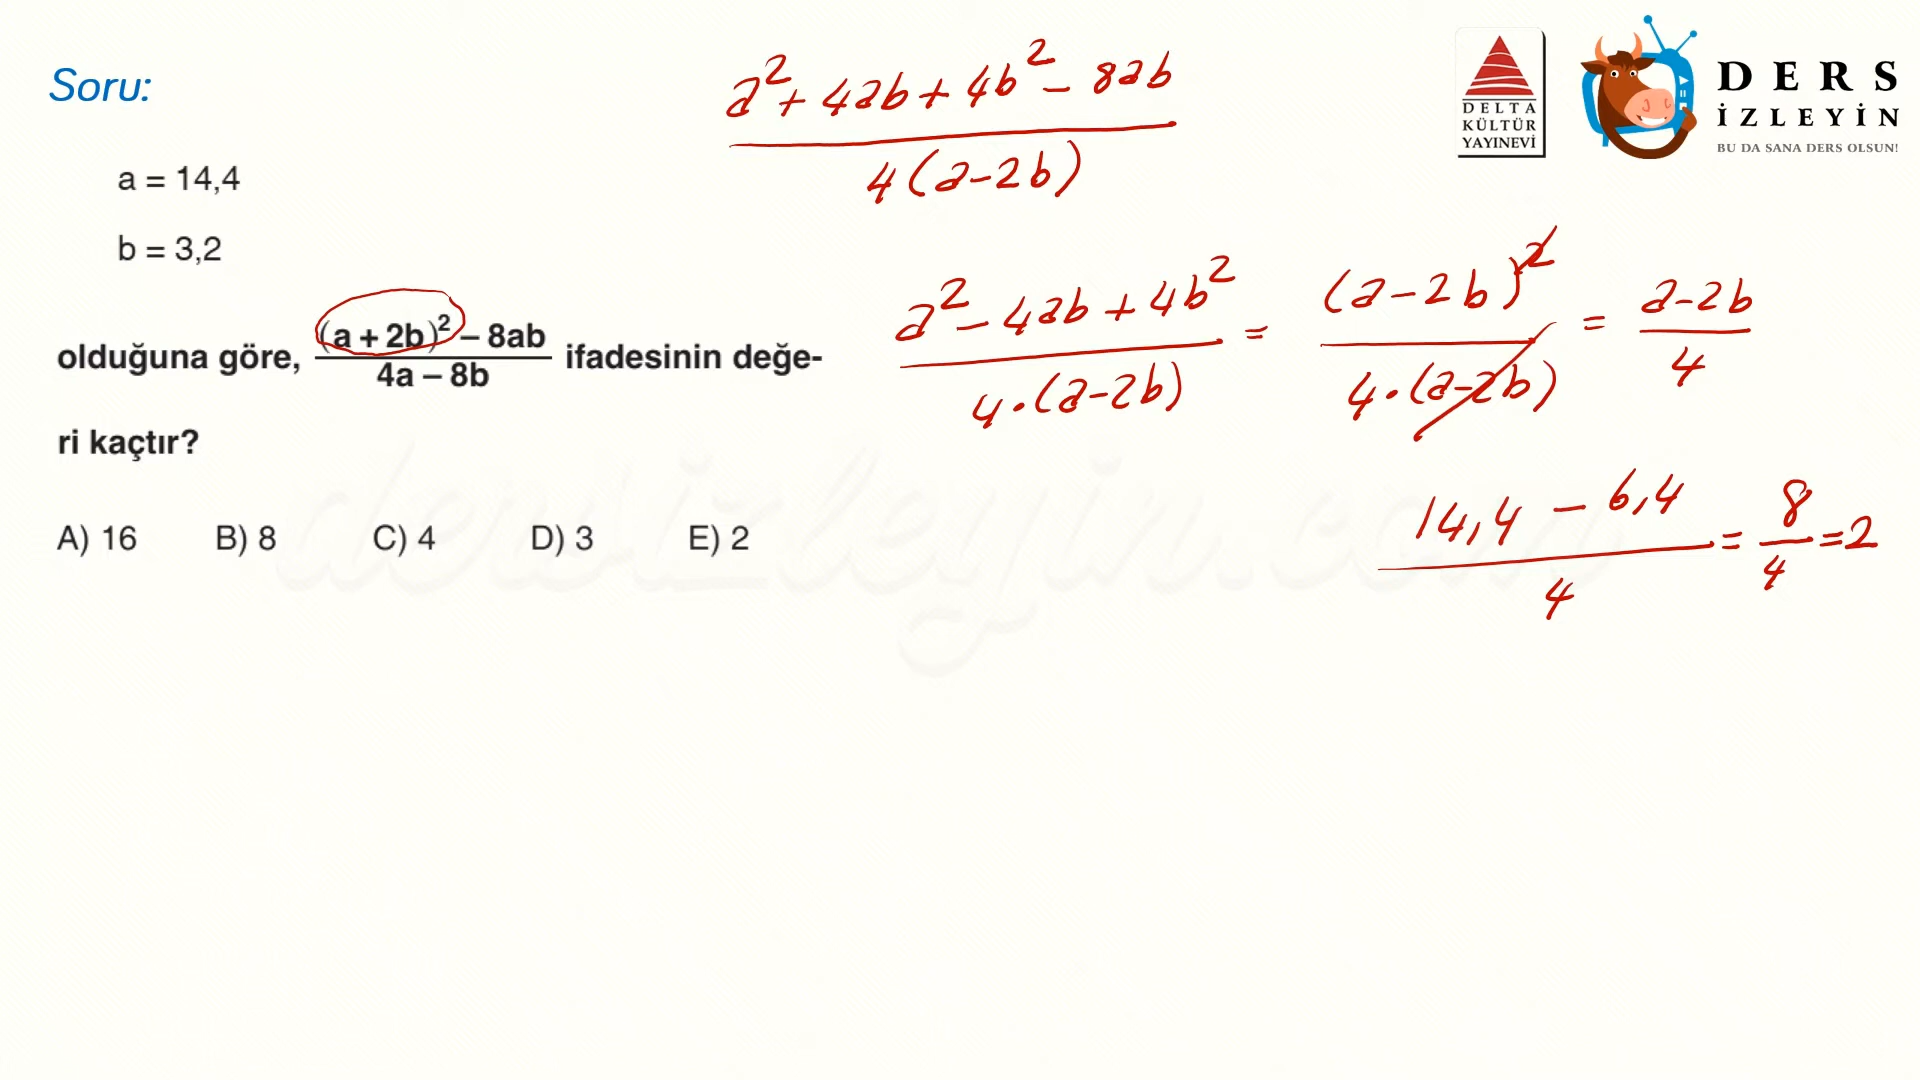 Soru:
a = 14,4
b = 3,2
olduğuna göre, (a + 2b)² – 8ab / 4a – 8b ifadesinin değe-
ri kaçtır?
A) 16 B) 8 C) 4 D) 3 E) 2
a² + 4ab + 4b² – 8ab
4(a–2b)
a² – 4ab + 4b² / 4·(a–2b) = (a–2b)² / 4·(a–2b) = a–2b / 4
14,4 – 6,4 / 4 = 8 / 4 = 2
DELTA
KÜLTÜR
YAYINEVİ
DERS
İZLEYİN
BU DA SANA DERS OLSUN!
dersizleyin.com